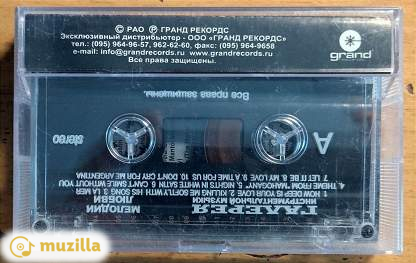 © РАО ℗ ГРАНД РЕКОРДС
Эксклюзивный дистрибьютер - ООО «ГРАНД РЕКОРДС»
тел.: (095) 964-96-57, 962-62-60, факс: (095) 964-9658
e-mail: info@grandrecords.ru www.grandrecords.ru
Все права защищены.
grand
Все права защищены.
A
stereo
ГАЛЕРЕЯ
ИНСТРУМЕНТАЛЬНОЙ МУЗЫКИ
МЕЛОДИИ
ЛЮБВИ
1. HOW DEEP IS YOUR LOVE 2. KILLING ME SOFTLY WITH HIS SONG 3. LA MER
4. THEME FROM "MAHOGANY" 5. NIGHTS IN WHITE SATIN 6. CAN'T SMILE WITHOUT YOU
7. LET IT BE 8. MY LOVE 9. A TIME FOR US 10. DON'T CRY FOR ME ARGENTINA
muzilla